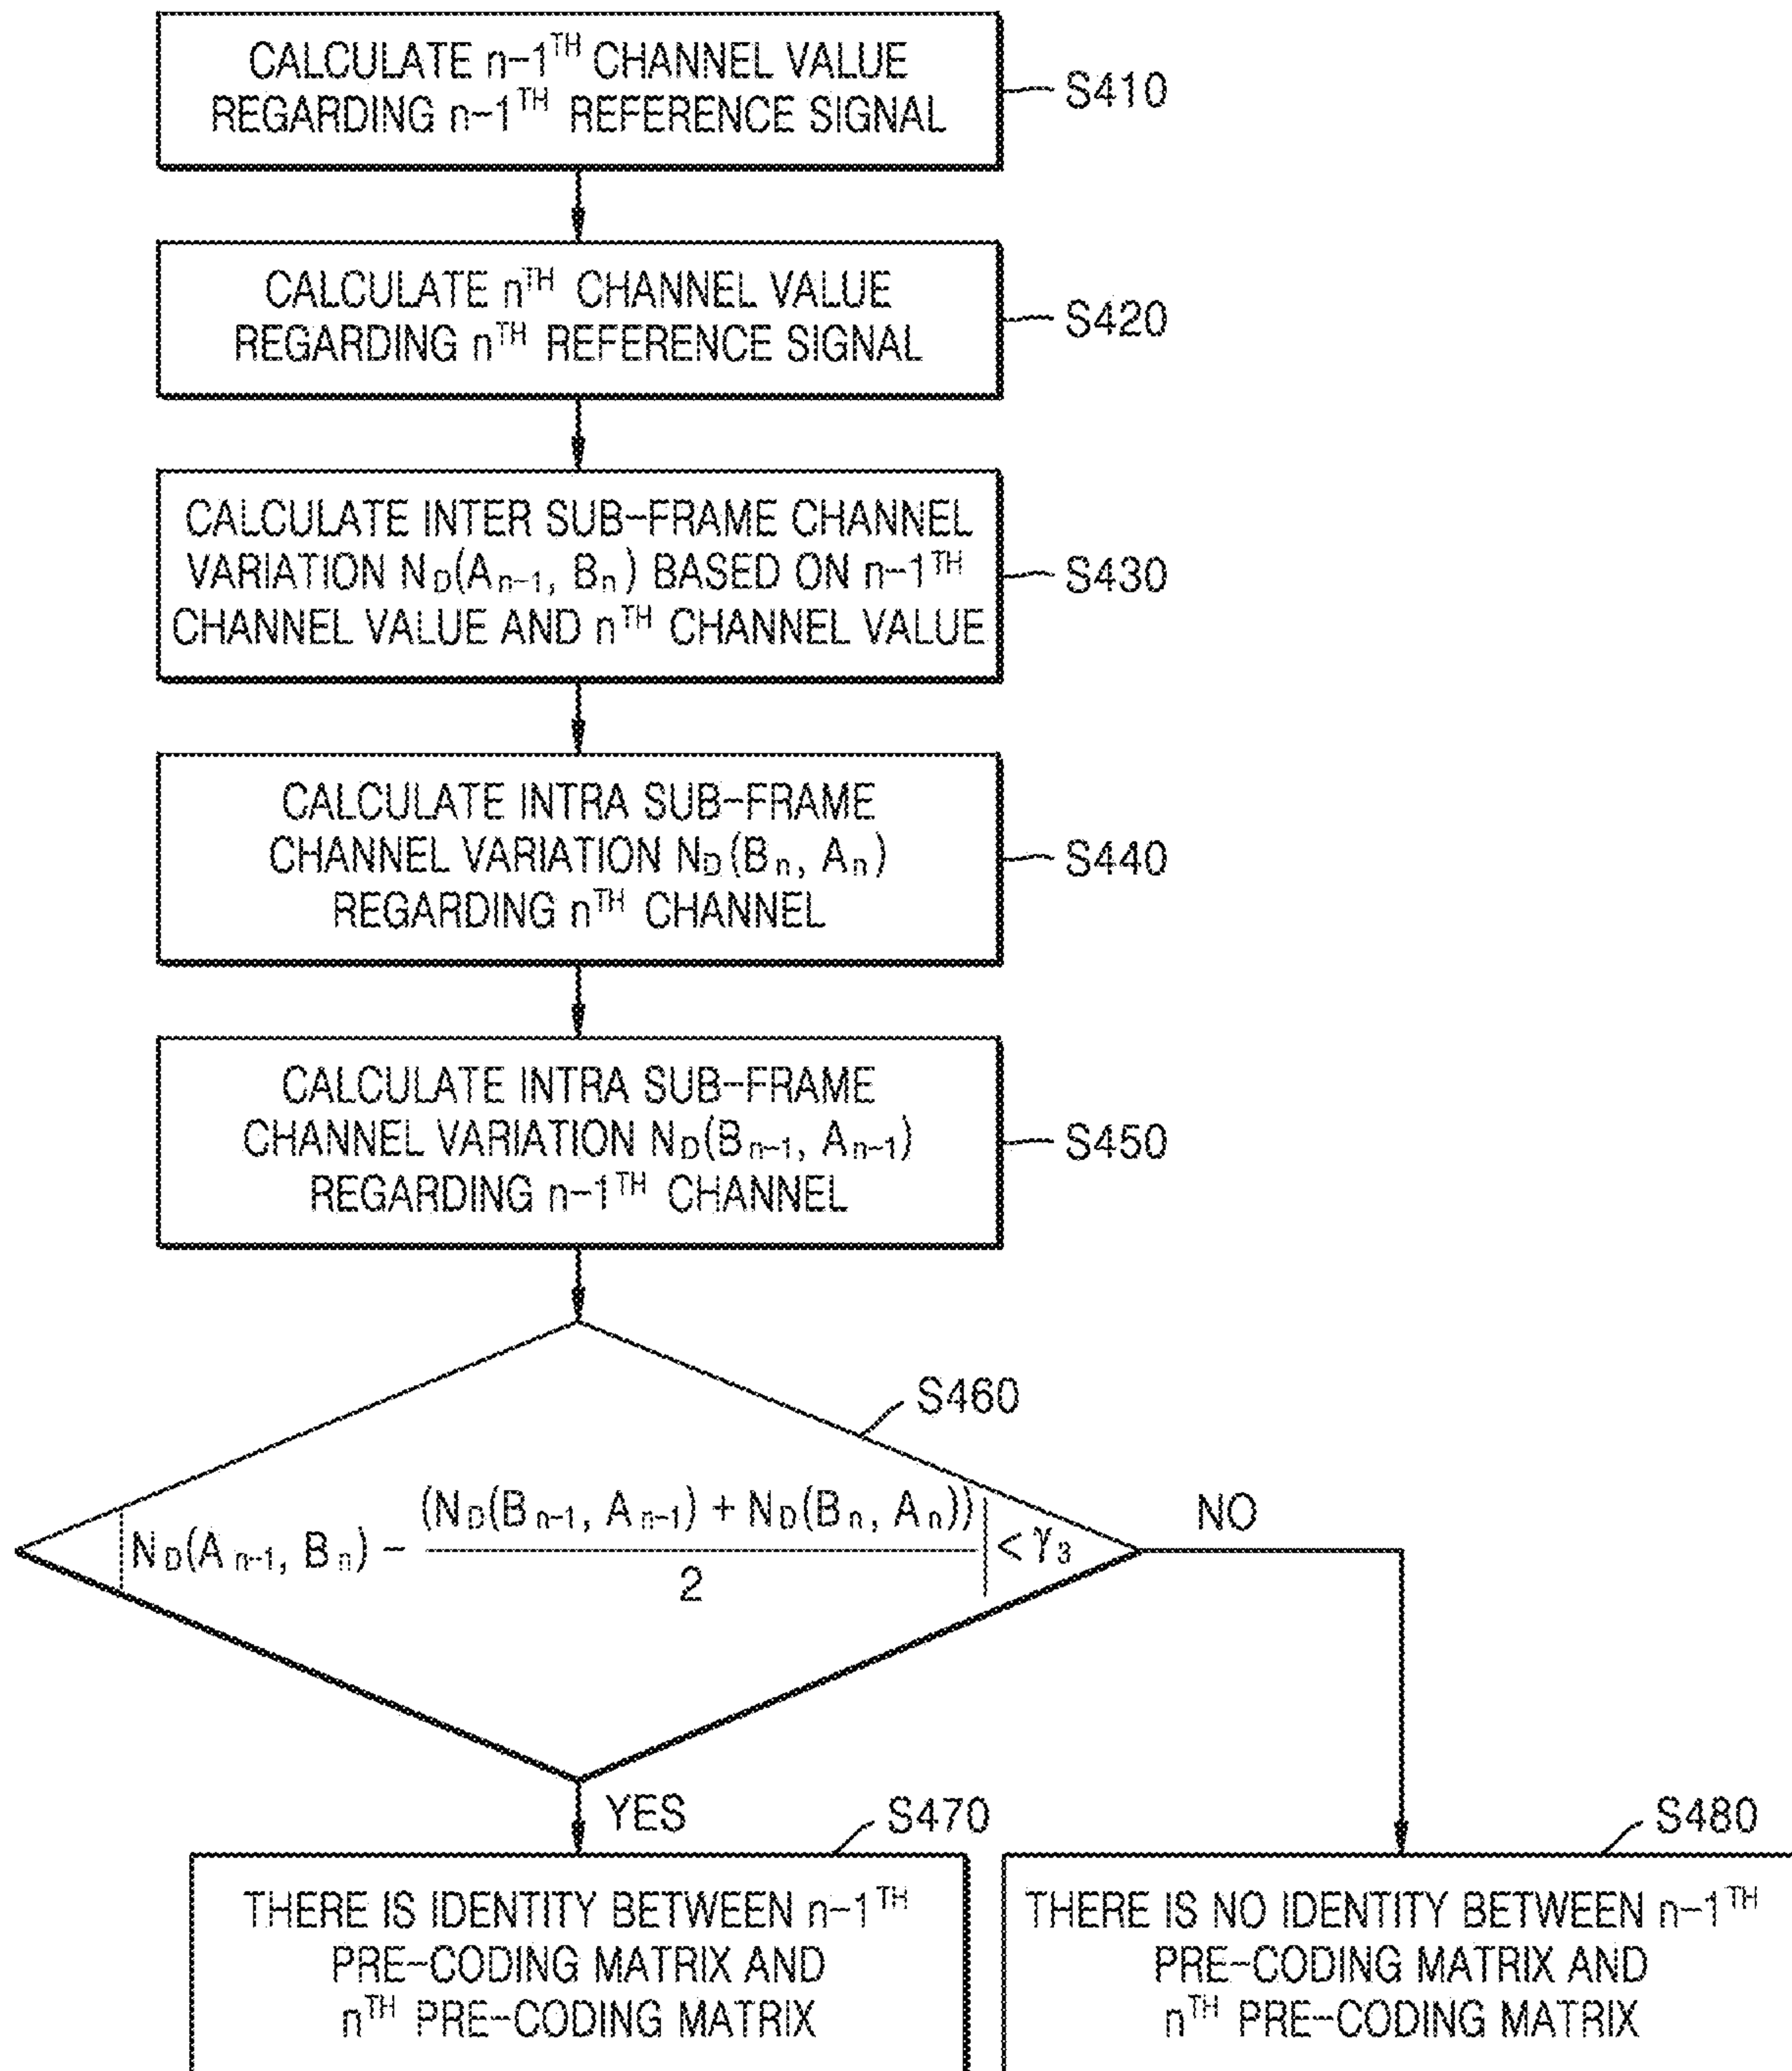 CALCULATE n-1TH CHANNEL VALUE
REGARDING n-1TH REFERENCE SIGNAL
S410
CALCULATE nTH CHANNEL VALUE
REGARDING nTH REFERENCE SIGNAL
S420
CALCULATE INTER SUB-FRAME CHANNEL
VARIATION ND(An-1, Bn) BASED ON n-1TH
CHANNEL VALUE AND nTH CHANNEL VALUE
S430
CALCULATE INTRA SUB-FRAME
CHANNEL VARIATION ND(Bn, An)
REGARDING nTH CHANNEL
S440
CALCULATE INTRA SUB-FRAME
CHANNEL VARIATION ND(Bn-1, An-1)
REGARDING n-1TH CHANNEL
S450
S460
|ND(An-1, Bn) - (ND(Bn-1, An-1) + ND(Bn, An))/2| < γ3
NO
YES
S470
THERE IS IDENTITY BETWEEN n-1TH
PRE-CODING MATRIX AND
nTH PRE-CODING MATRIX
S480
THERE IS NO IDENTITY BETWEEN n-1TH
PRE-CODING MATRIX AND
nTH PRE-CODING MATRIX